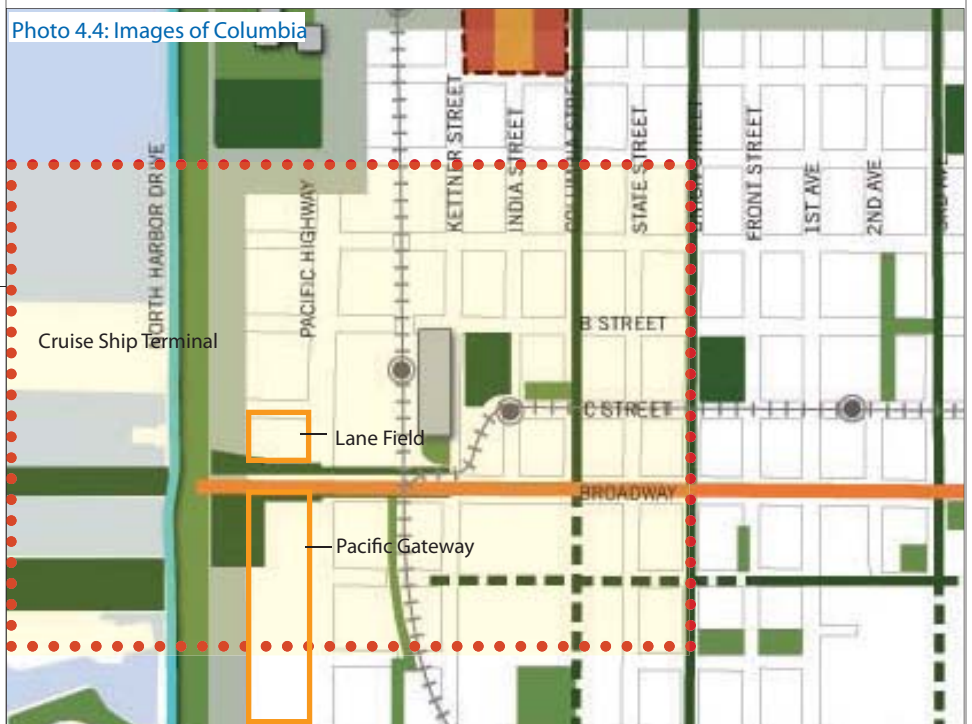 Photo 4.4: Images of Columbia
KETTNER STREET
INDIA STREET
STATE STREET
STREET
FRONT STREET
1ST AVE
2ND AVE
NORTH HARBOR DRIVE
PACIFIC HIGHWAY
B STREET
Cruise Ship Terminal
C STREET
Lane Field
BROADWAY
Pacific Gateway